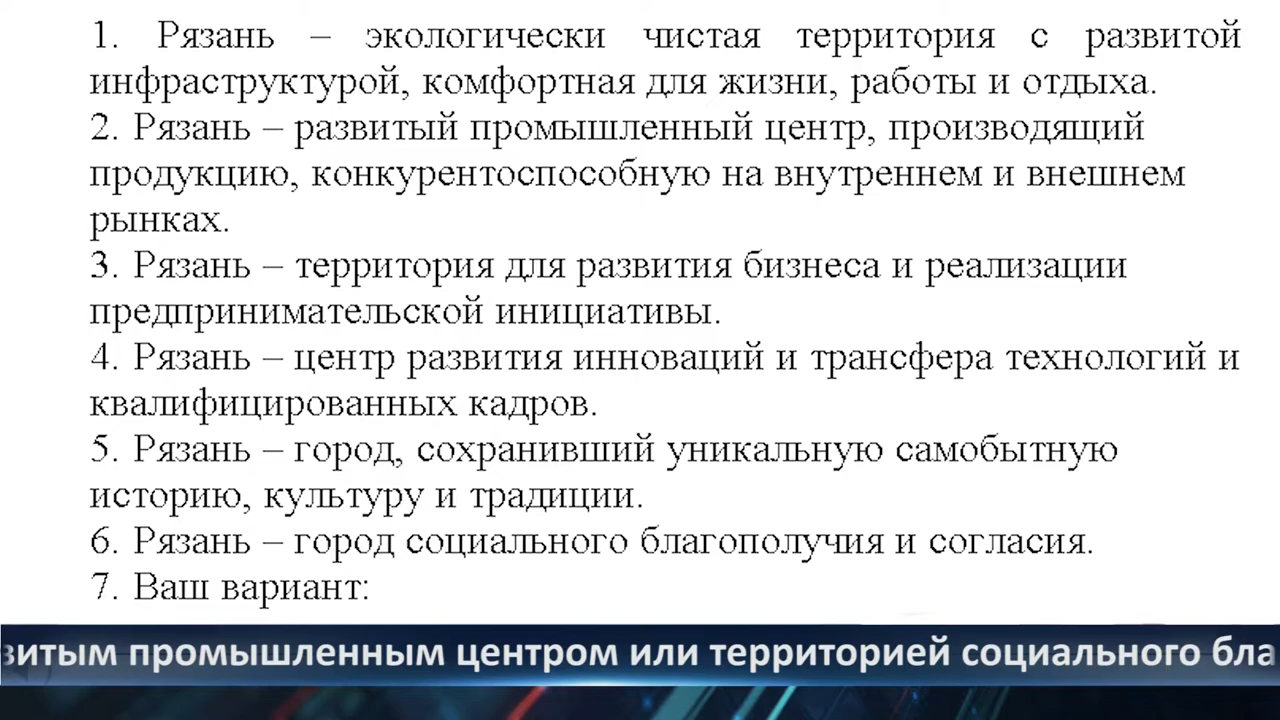 1. Рязань – экологически чистая территория с развитой
инфраструктурой, комфортная для жизни, работы и отдыха.
2. Рязань – развитый промышленный центр, производящий
продукцию, конкурентоспособную на внутреннем и внешнем
рынках.
3. Рязань – территория для развития бизнеса и реализации
предпринимательской инициативы.
4. Рязань – центр развития инноваций и трансфера технологий и
квалифицированных кадров.
5. Рязань – город, сохранивший уникальную самобытную
историю, культуру и традиции.
6. Рязань – город социального благополучия и согласия.
7. Ваш вариант:
витым промышленным центром или территорией социального бла